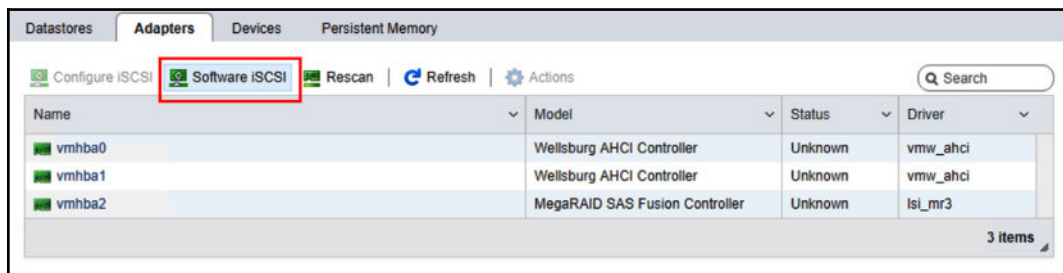 Datastores Adapters Devices Persistent Memory
Configure iSCSI Software iSCSI Rescan Refresh Actions Search
Name Model Status Driver
vmhba0 Wellsburg AHCI Controller Unknown vmw_ahci
vmhba1 Wellsburg AHCI Controller Unknown vmw_ahci
vmhba2 MegaRAID SAS Fusion Controller Unknown lsi_mr3
3 items